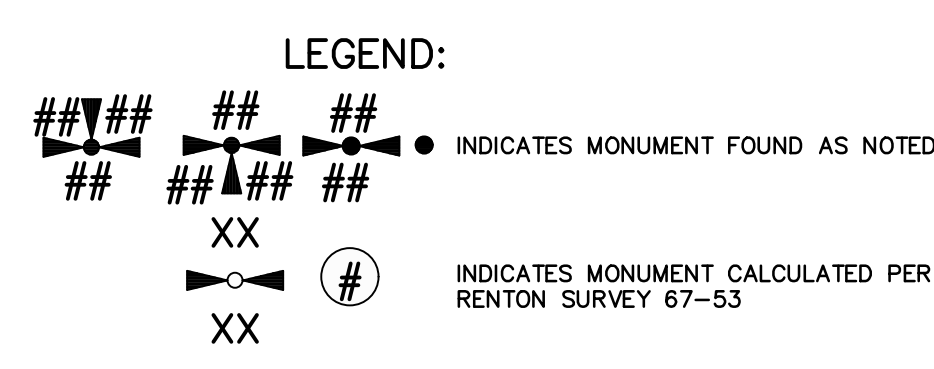 LEGEND:
## ## ## ##
## ## ## ##
INDICATES MONUMENT FOUND AS NOTED
XX
# INDICATES MONUMENT CALCULATED PER
RENTON SURVEY 67-53
XX